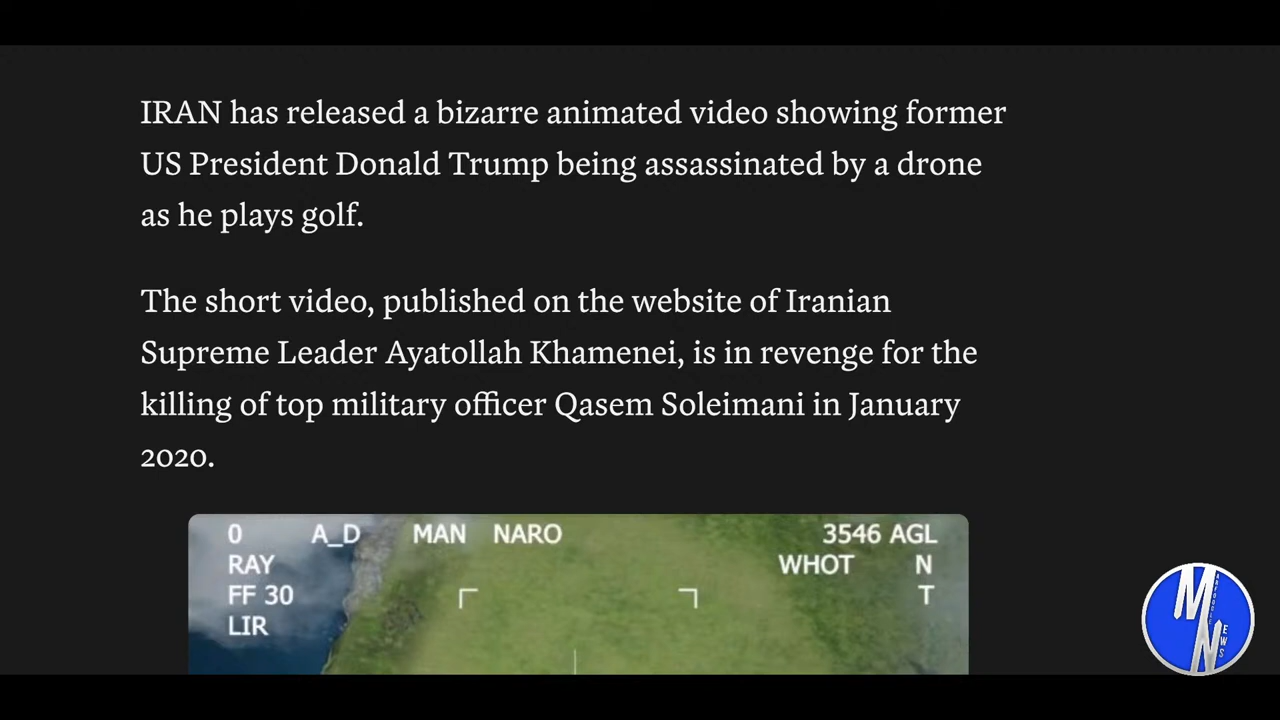 IRAN has released a bizarre animated video showing former
US President Donald Trump being assassinated by a drone
as he plays golf.
The short video, published on the website of Iranian
Supreme Leader Ayatollah Khamenei, is in revenge for the
killing of top military officer Qasem Soleimani in January
2020.
0 A_D MAN NARO 3546 AGL
RAY WHOT N
FF 30 T
LIR
M
N
EWS